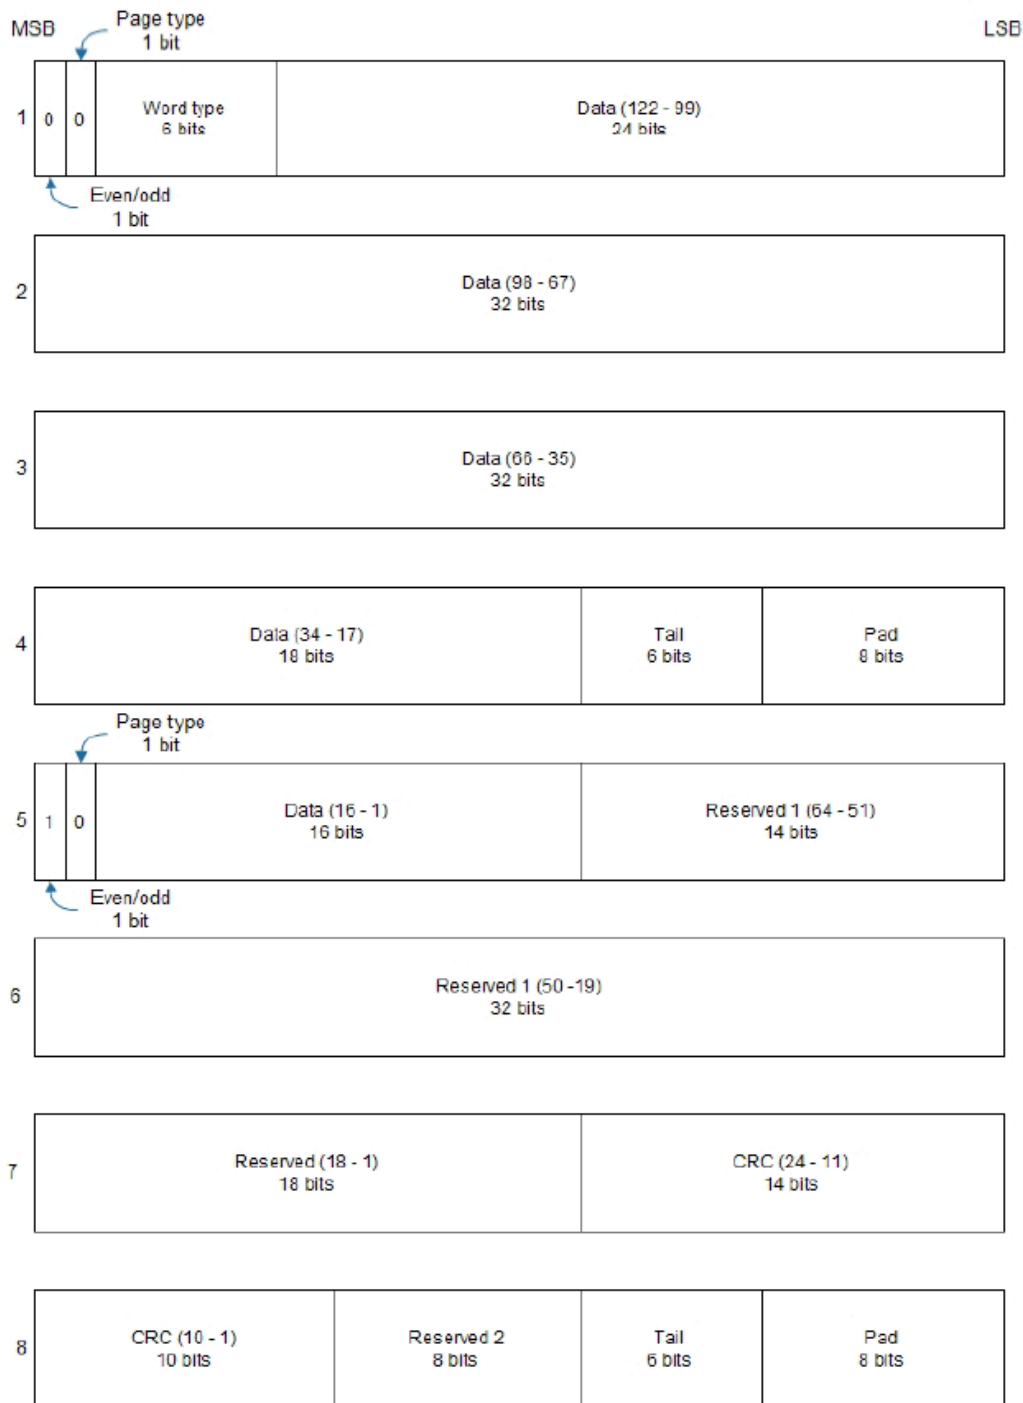 Page type
MSB
LSB
1 bit
1
0
0
Word type
6 bits
Data (122 - 99)
24 bits
Even/odd
1 bit
2
Data (98 - 67)
32 bits
3
Data (66 - 35)
32 bits
4
Data (34 - 17)
18 bits
Tail
6 bits
Pad
8 bits
Page type
1 bit
5
1
0
Data (16 - 1)
16 bits
Reserved 1 (64 - 51)
14 bits
Even/odd
1 bit
6
Reserved 1 (50 -19)
32 bits
7
Reserved (18 - 1)
18 bits
CRC (24 - 11)
14 bits
8
CRC (10 - 1)
10 bits
Reserved 2
8 bits
Tail
6 bits
Pad
8 bits